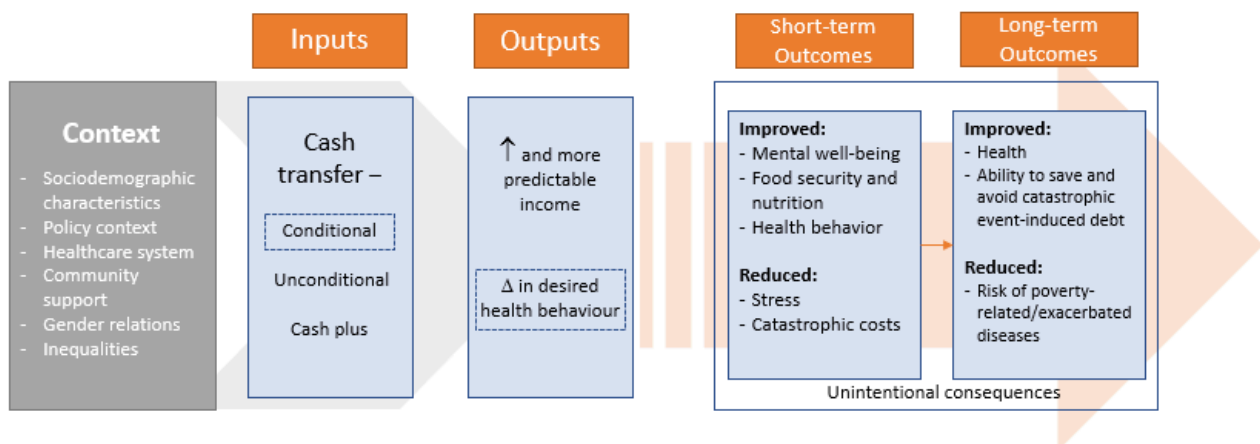 Inputs
Outputs
Short-term
Outcomes
Long-term
Outcomes
Context
- Sociodemographic
characteristics
- Policy context
- Healthcare system
- Community
support
- Gender relations
- Inequalities
Cash
transfer –
Conditional
Unconditional
Cash plus
↑ and more
predictable
income
Δ in desired
health behaviour
Improved:
- Mental well-being
- Food security and
nutrition
- Health behavior
Reduced:
- Stress
- Catastrophic costs
Improved:
- Health
- Ability to save and
avoid catastrophic
event-induced debt
Reduced:
- Risk of poverty-
related/exacerbated
diseases
Unintentional consequences